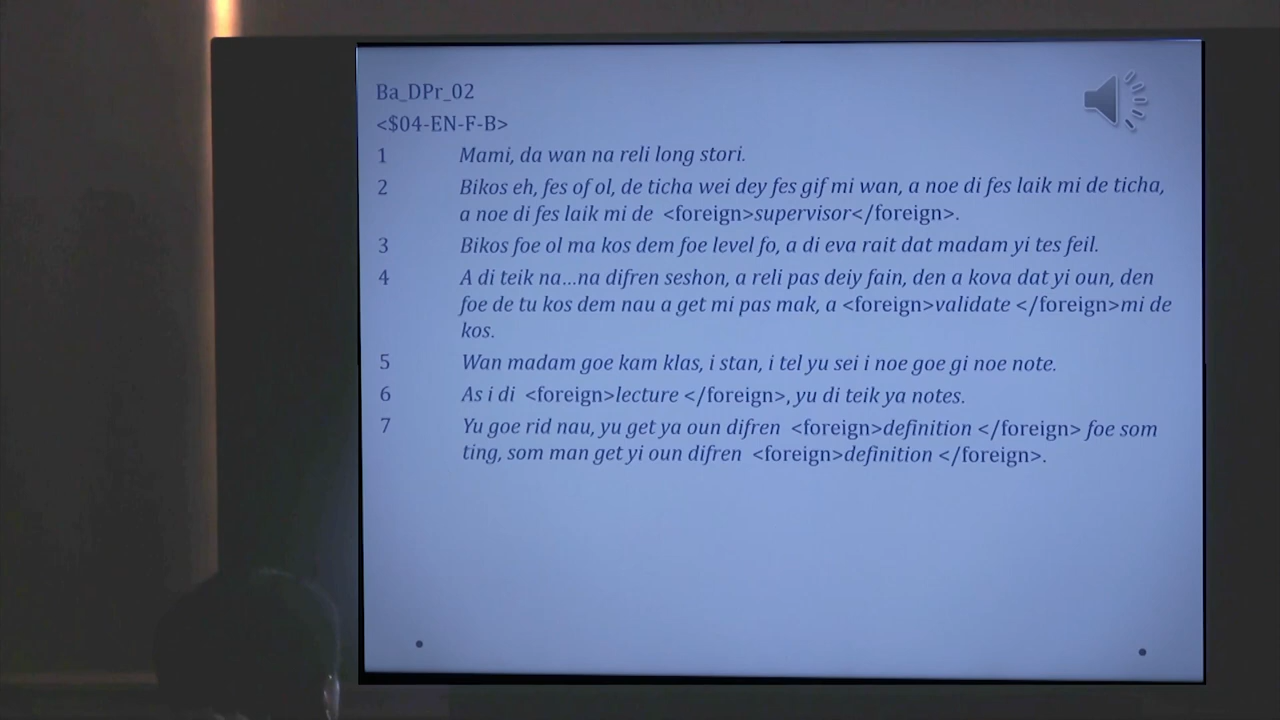 Ba_DPr_02
<$04-EN-F-B>
1 Mami, da wan na reli long stori.
2 Bikos eh, fes of ol, de ticha wei dey fes gif mi wan, a noe di fes laik mi de ticha,
a noe di fes laik mi de <foreign>supervisor</foreign>.
3 Bikos foe ol ma kos dem foe level fo, a di eva rait dat madam yi tes feil.
4 A di teik na...na difren seshon, a reli pas deiy fain, den a kova dat yi oun, den
foe de tu kos dem nau a get mi pas mak, a <foreign>validate </foreign>mi de
kos.
5 Wan madam goe kam klas, i stan, i tel yu sei i noe goe gi noe note.
6 As i di <foreign>lecture </foreign>, yu di teik ya notes.
7 Yu goe rid nau, yu get ya oun difren <foreign>definition </foreign> foe som
ting, som man get yi oun difren <foreign>definition </foreign>.